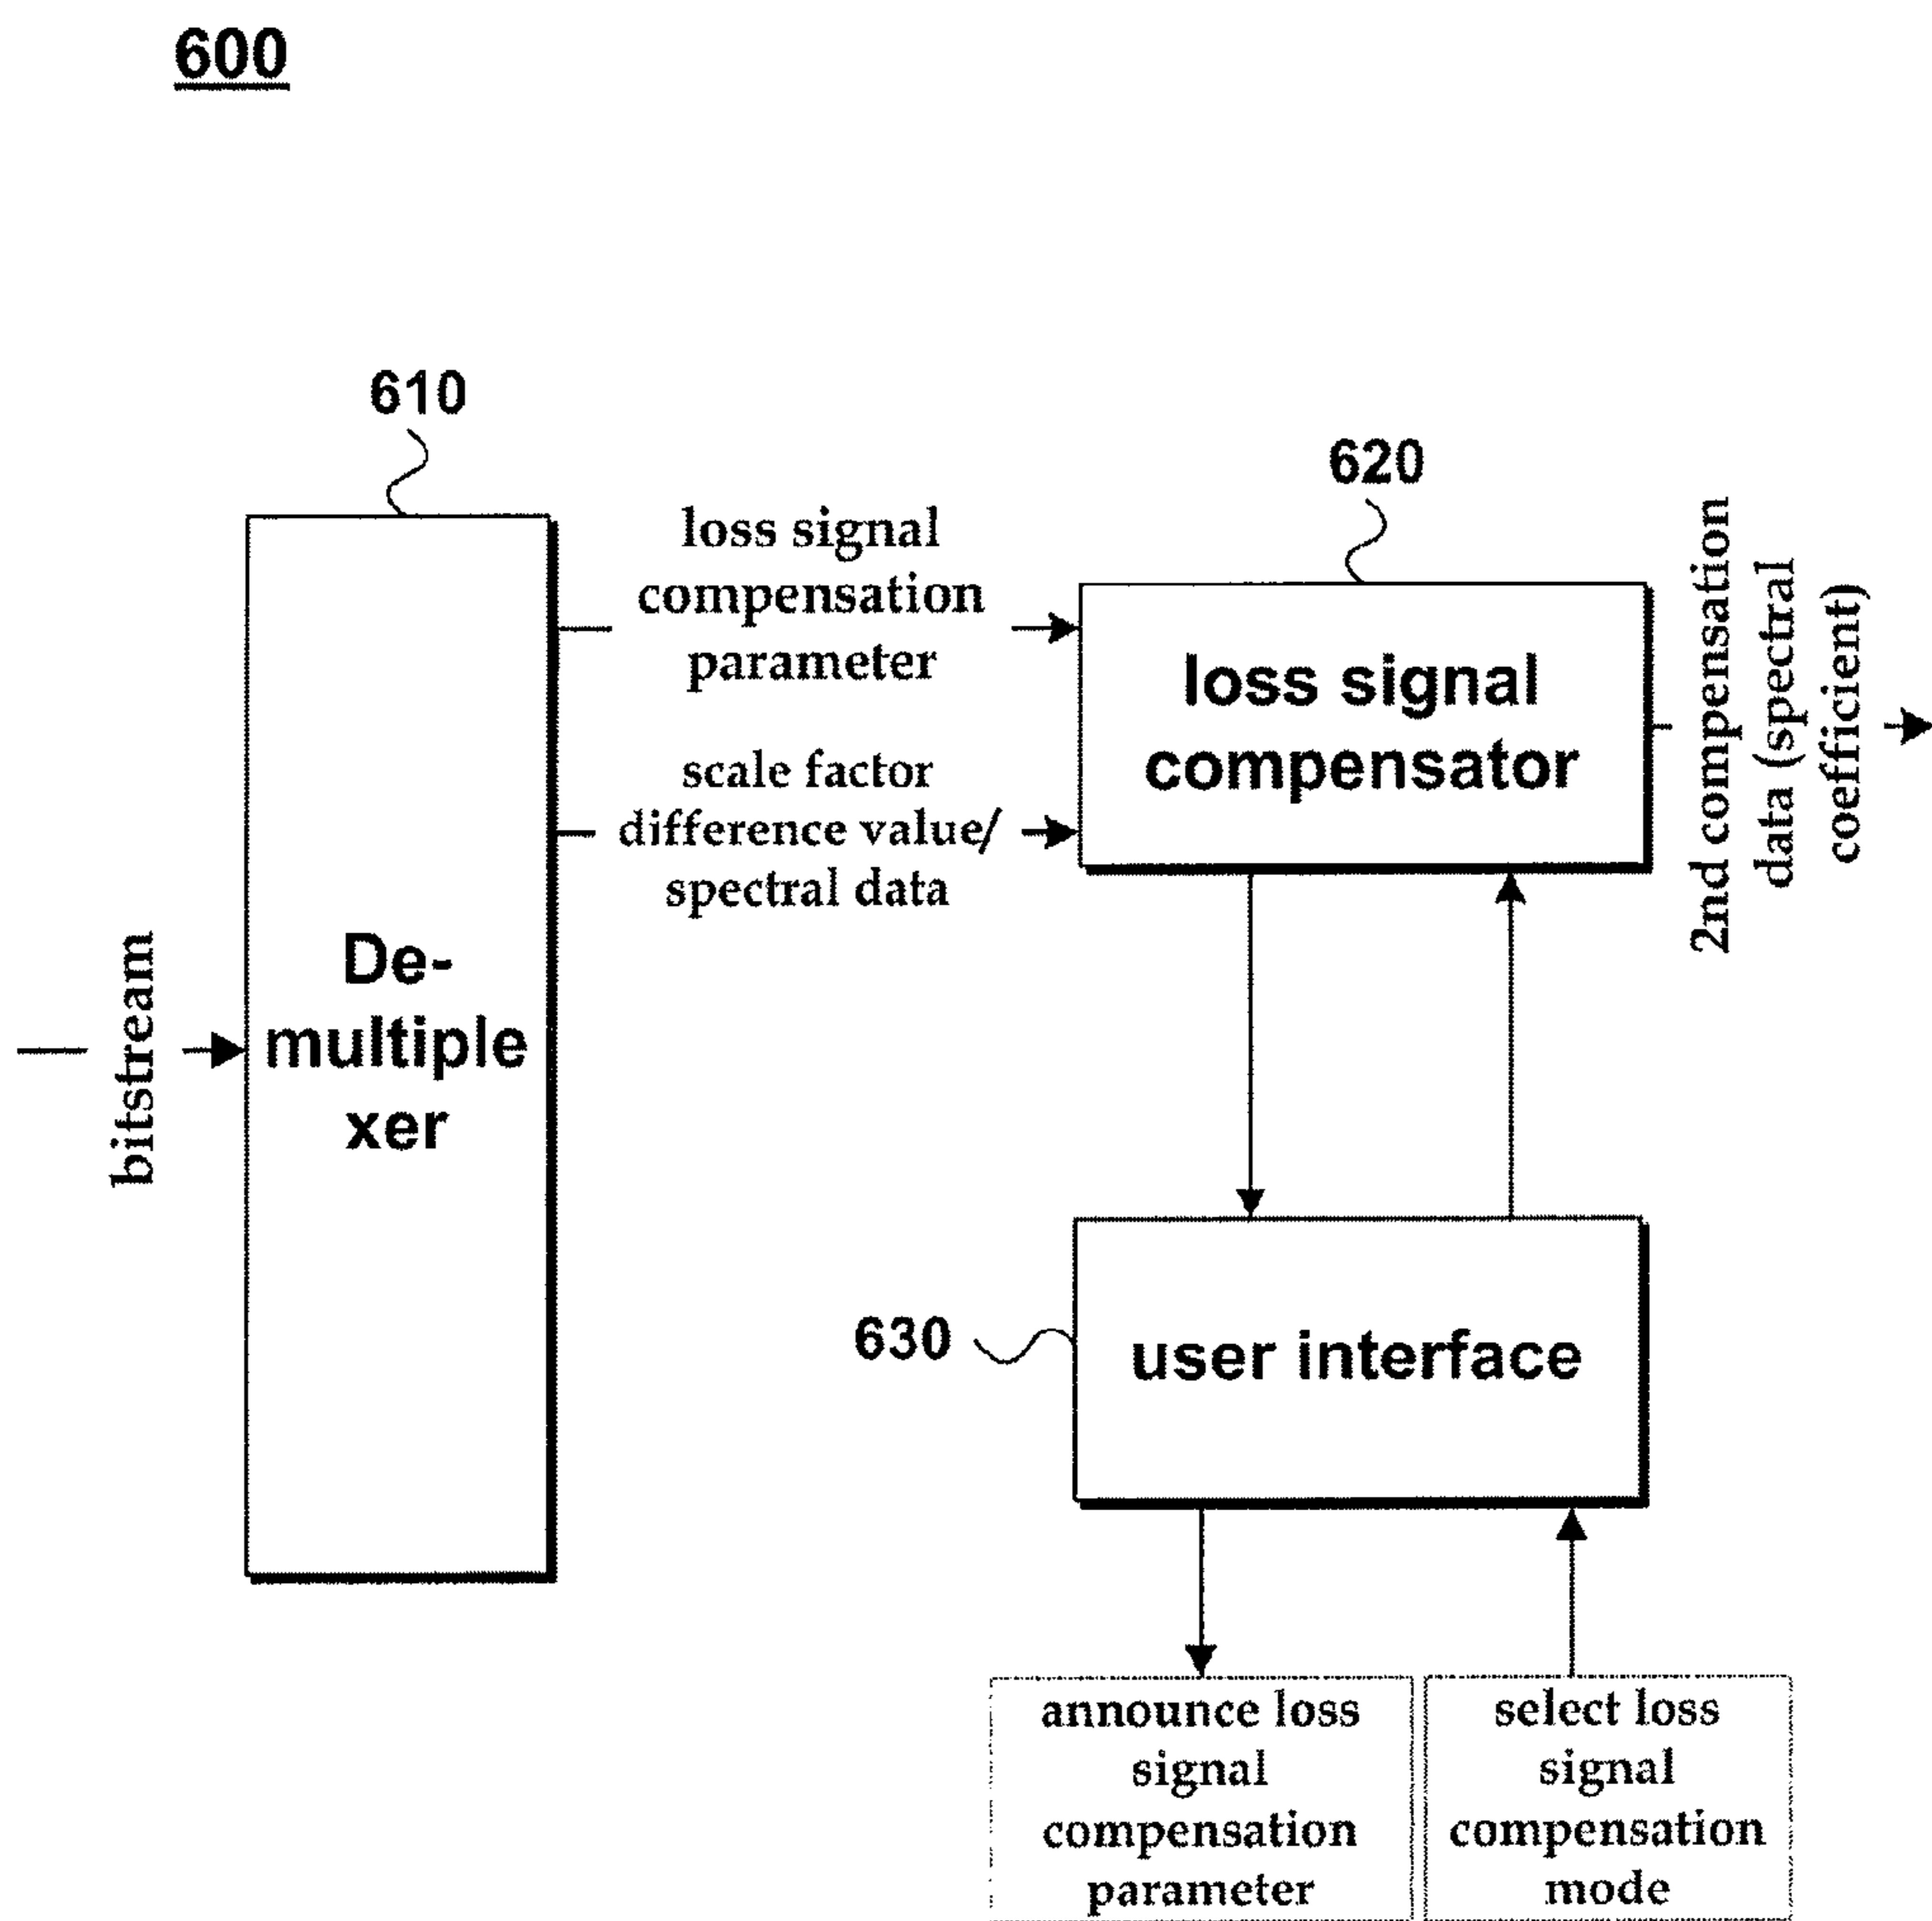 600
610
loss signal
compensation
parameter
scale factor
difference value/
spectral data
620
loss signal
compensator
2nd compensation
data (spectral
coefficient)
bitstream
De-
multiple
xer
630
user interface
announce loss
signal
compensation
parameter
select loss
signal
compensation
mode